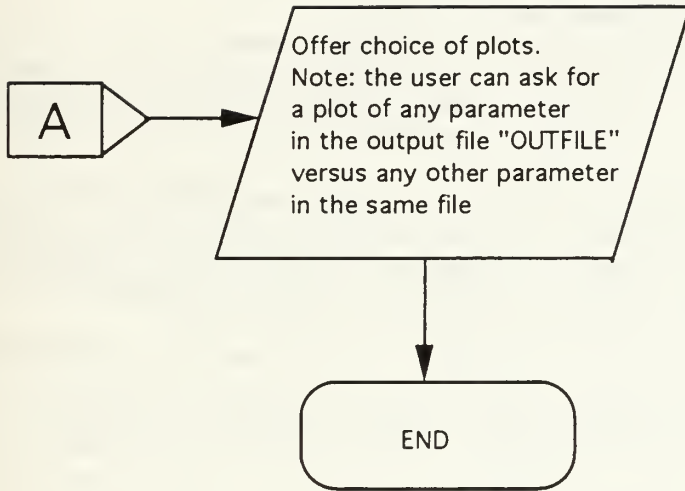 A
Offer choice of plots.
Note: the user can ask for
a plot of any parameter
in the output file "OUTFILE"
versus any other parameter
in the same file
END